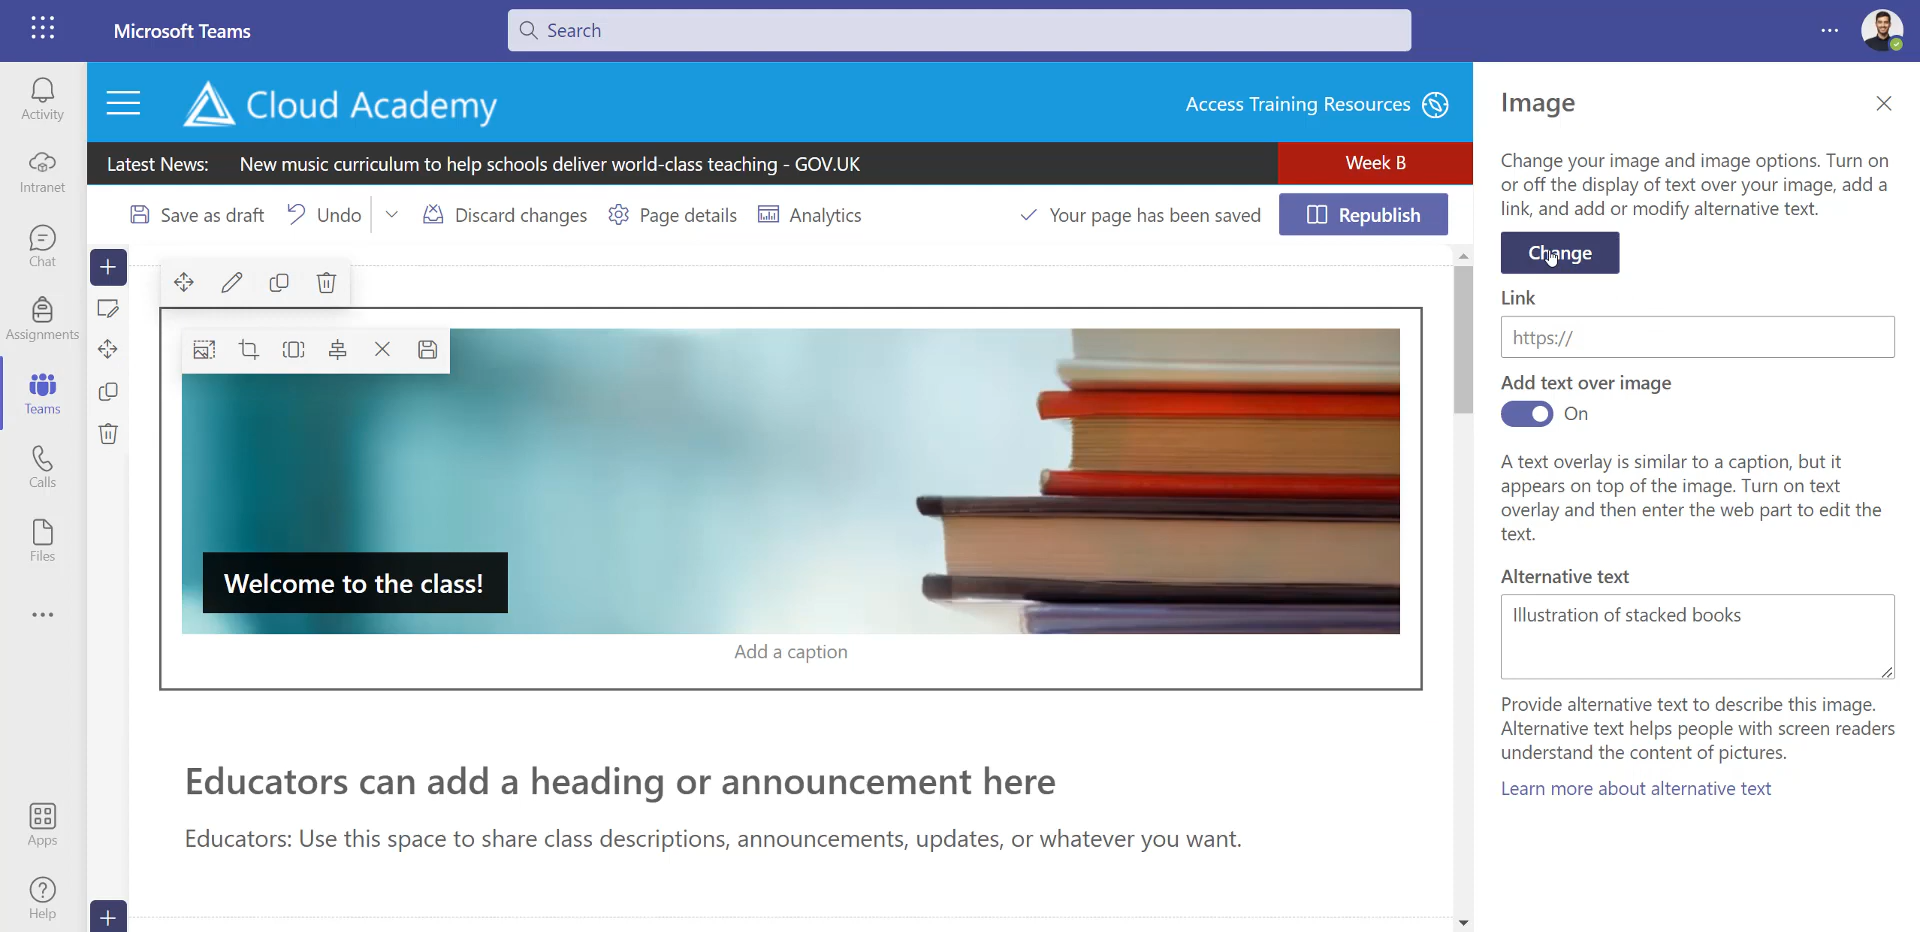 Microsoft Teams
Search
Activity
Intranet
Chat
Assignments
Teams
Calls
Files
Apps
Help
Cloud Academy
Access Training Resources
Latest News: New music curriculum to help schools deliver world-class teaching - GOV.UK
Week B
Save as draft
Undo
Discard changes
Page details
Analytics
Your page has been saved
Republish
Welcome to the class!
Add a caption
Educators can add a heading or announcement here
Educators: Use this space to share class descriptions, announcements, updates, or whatever you want.
Image
Change your image and image options. Turn on
or off the display of text over your image, add a
link, and add or modify alternative text.
Change
Link
https://
Add text over image
On
A text overlay is similar to a caption, but it
appears on top of the image. Turn on text
overlay and then enter the web part to edit the
text.
Alternative text
Illustration of stacked books
Provide alternative text to describe this image.
Alternative text helps people with screen readers
understand the content of pictures.
Learn more about alternative text